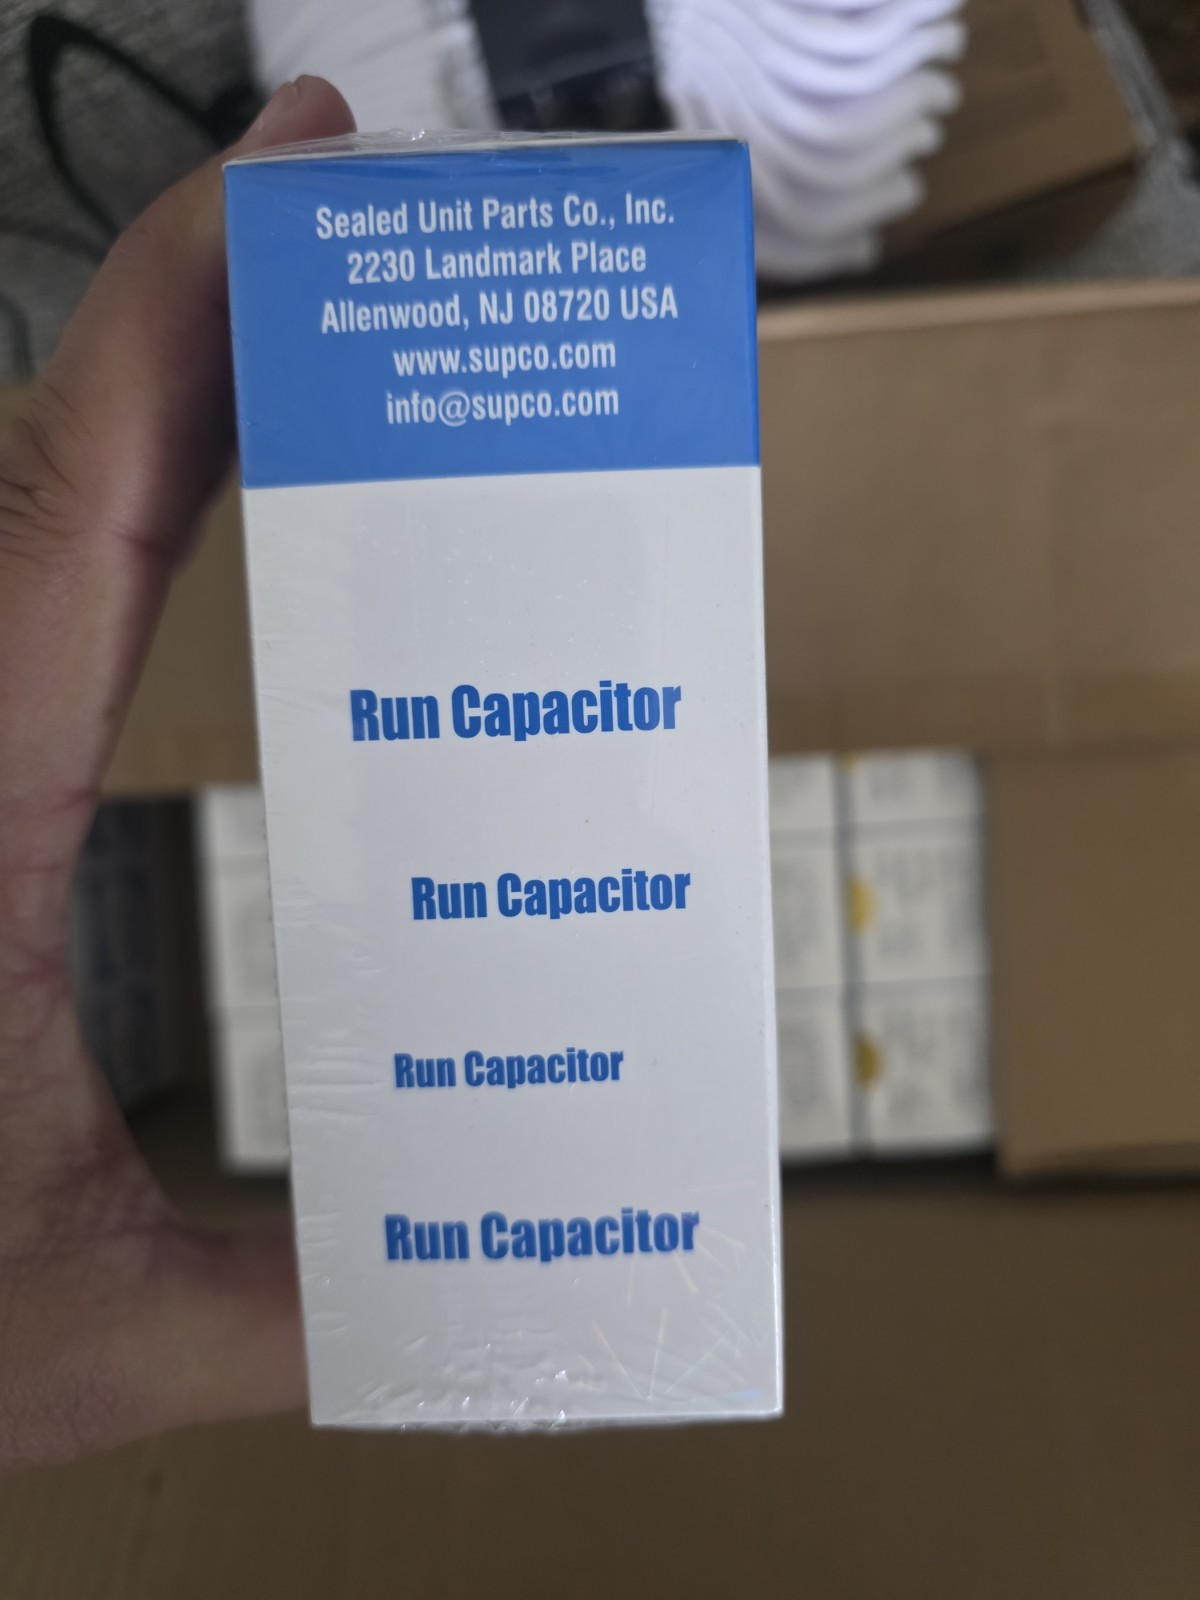 Sealed Unit Parts Co., Inc.
2230 Landmark Place
Allenwood, NJ 08720 USA
www.supco.com
info@supco.com
Run Capacitor
Run Capacitor
Run Capacitor
Run Capacitor